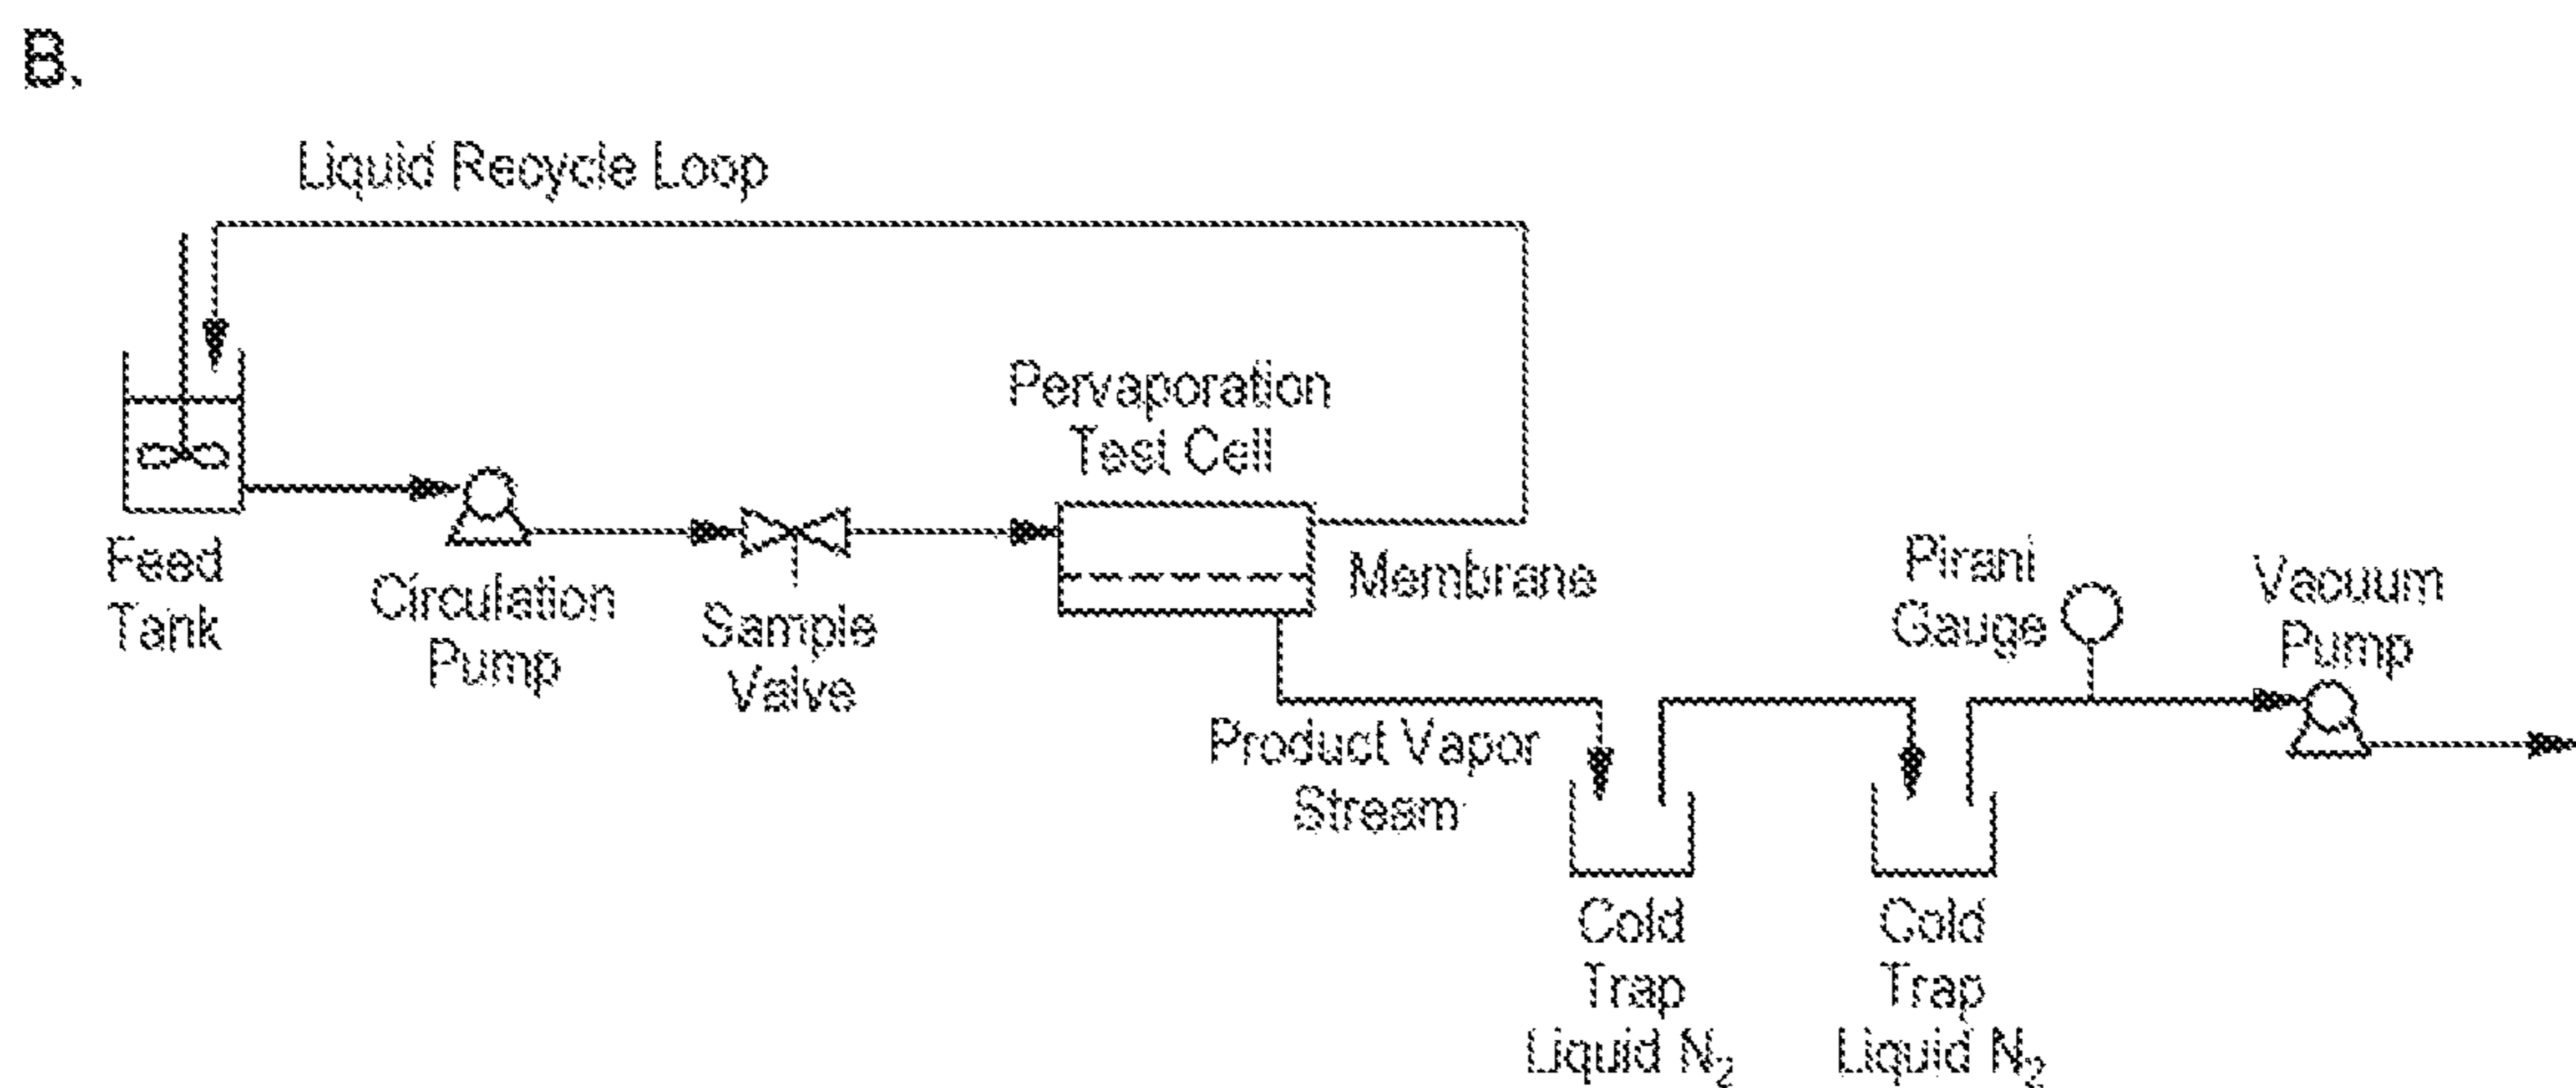 B.
Liquid Recycle Loop
Pervaporation
Test Cell
Feed
Tank
Circulation
Pump
Sample
Valve
Membrane
Product Vapor
Stream
Pirani
Gauge
Vacuum
Pump
Cold
Trap
Liquid N₂
Cold
Trap
Liquid N₂